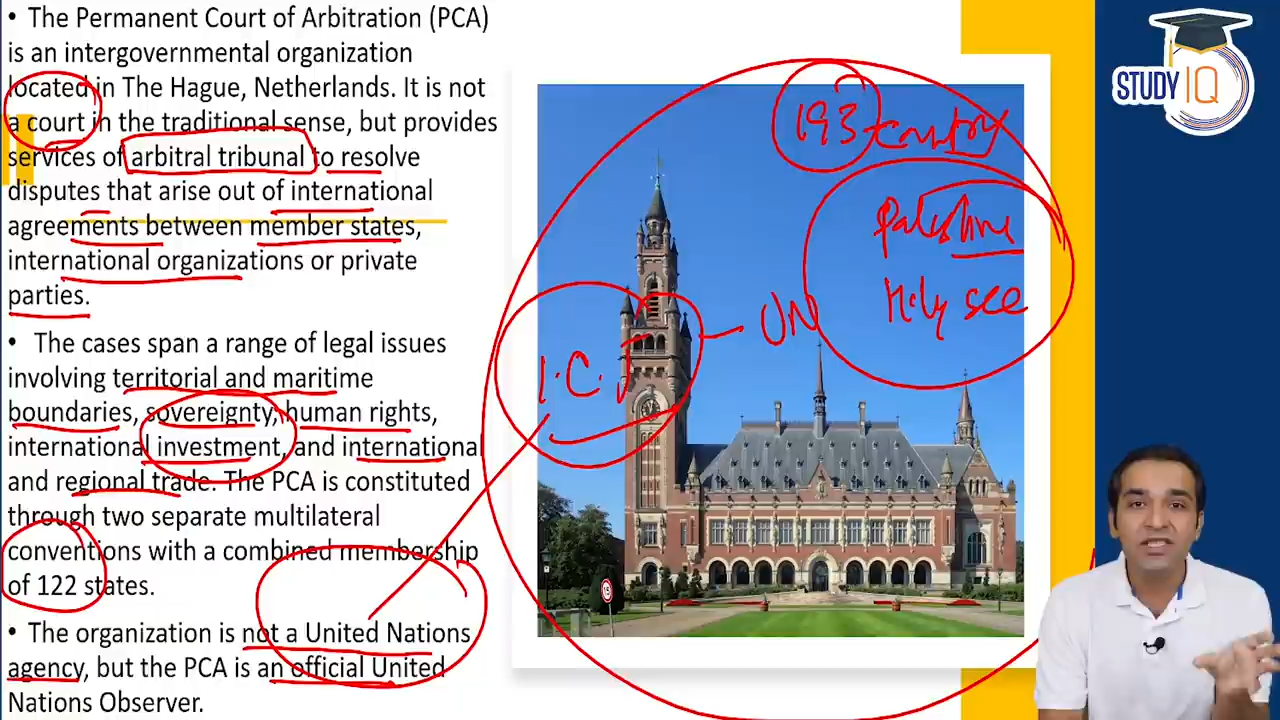 • The Permanent Court of Arbitration (PCA)
is an intergovernmental organization
located in The Hague, Netherlands. It is not
a court in the traditional sense, but provides
services of arbitral tribunal to resolve
disputes that arise out of international
agreements between member states,
international organizations or private
parties.
• The cases span a range of legal issues
involving territorial and maritime
boundaries, sovereignty, human rights,
international investment, and international
and regional trade. The PCA is constituted
through two separate multilateral
conventions with a combined membership
of 122 states.
• The organization is not a United Nations
agency, but the PCA is an official United
Nations Observer.
193 country
Palestine
Holy see
I.C.J
UN
STUDY IQ